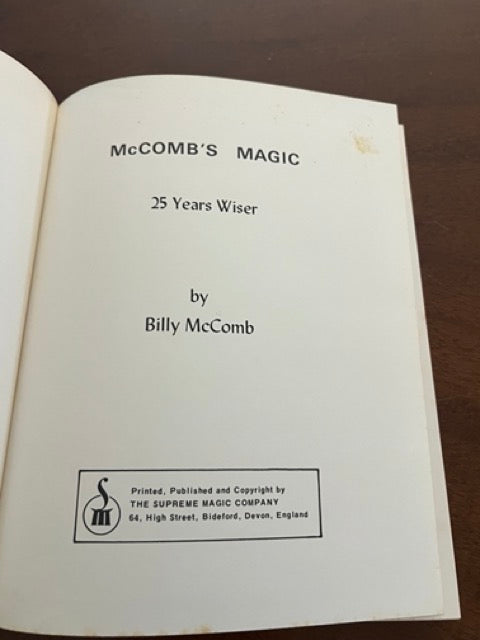 McCOMB'S MAGIC
25 Years Wiser
by
Billy McComb
S
m
Printed, Published and Copyright by
THE SUPREME MAGIC COMPANY
64, High Street, Bideford, Devon, England